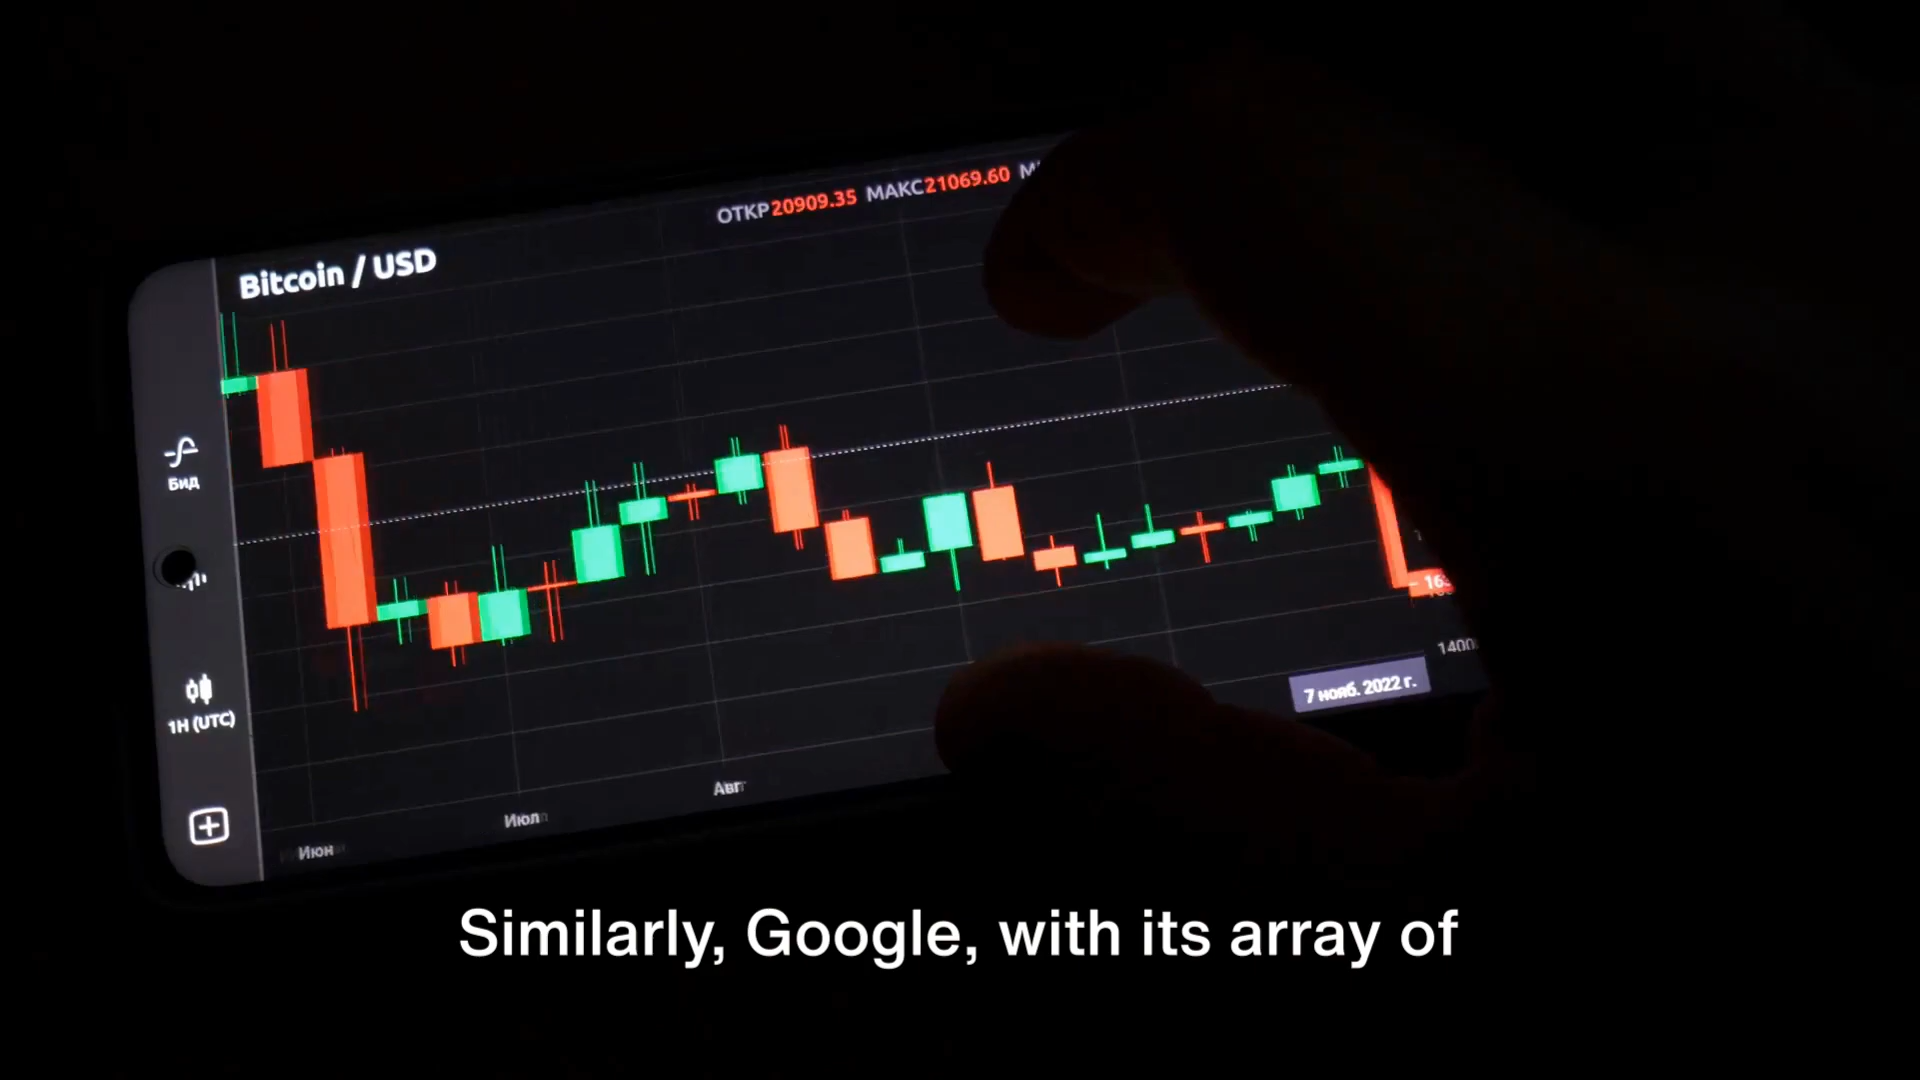 ОТКР20909.35 МАКС21069.60
Bitcoin / USD
Бид
1H (UTC)
7 нояб. 2022 г.
Авг
Июл
Июн
Similarly, Google, with its array of